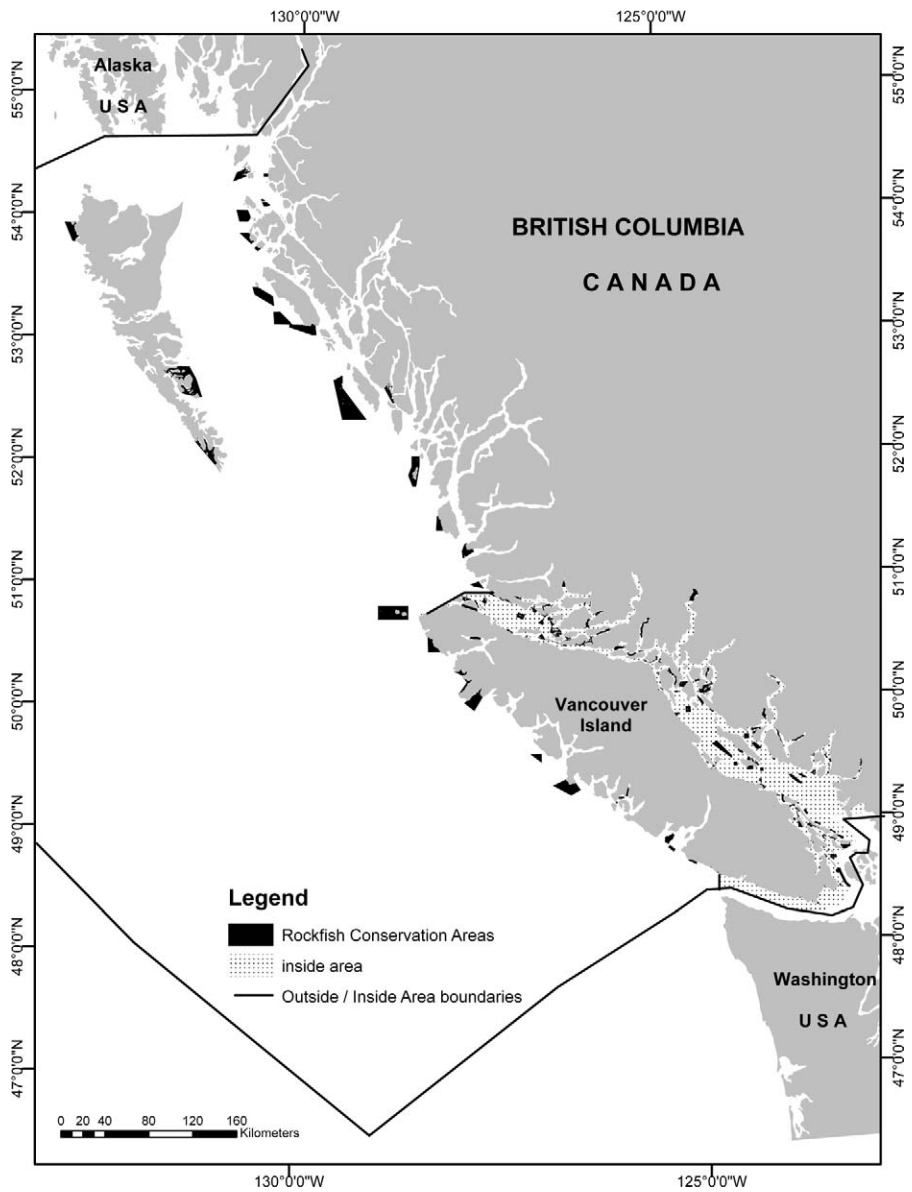 130°0'0"W
125°0'0"W
Alaska
U S A
55°0'0"N
55°0'0"N
54°0'0"N
54°0'0"N
BRITISH COLUMBIA
CANADA
53°0'0"N
53°0'0"N
52°0'0"N
52°0'0"N
51°0'0"N
51°0'0"N
50°0'0"N
50°0'0"N
Vancouver
Island
49°0'0"N
49°0'0"N
Legend
Rockfish Conservation Areas
inside area
Outside / Inside Area boundaries
48°0'0"N
48°0'0"N
Washington
U S A
47°0'0"N
47°0'0"N
0 20 40 80 120 160
Kilometers
130°0'0"W
125°0'0"W